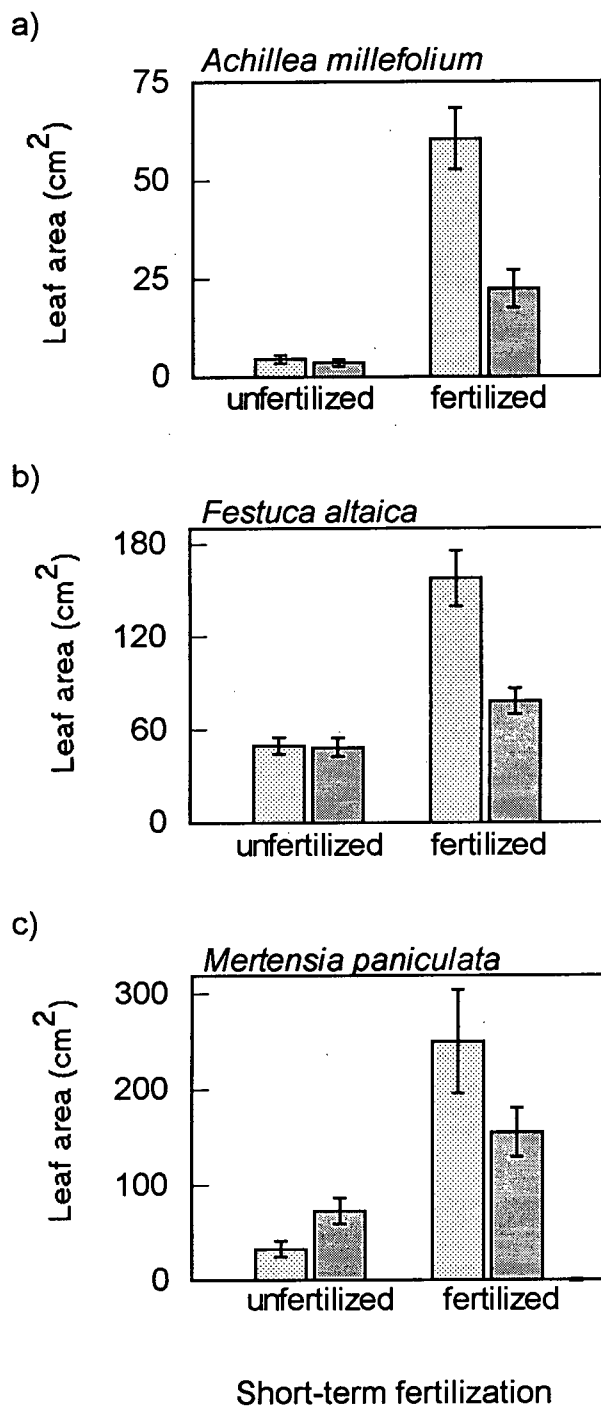 a)
Achillea millefolium
75
50
25
0
Leaf area (cm²)
unfertilized fertilized
b)
Festuca altaica
180
120
60
0
Leaf area (cm²)
unfertilized fertilized
c)
Mertensia paniculata
300
200
100
0
Leaf area (cm²)
unfertilized fertilized
Short-term fertilization